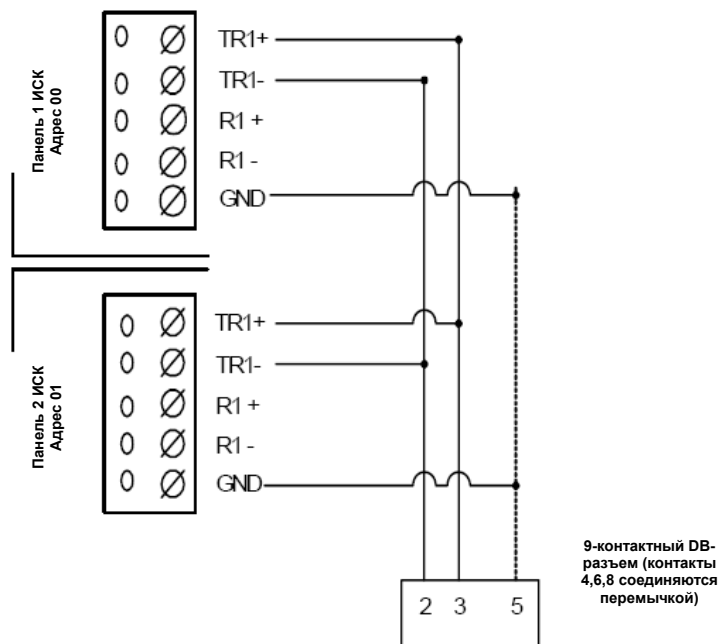 Панель 1 ИСК
Адрес 00
TR1+
TR1-
R1 +
R1 -
GND
Панель 2 ИСК
Адрес 01
TR1+
TR1-
R1 +
R1 -
GND
9-контактный DB-
разъем (контакты
4,6,8 соединяются
перемычкой)
2 3 5